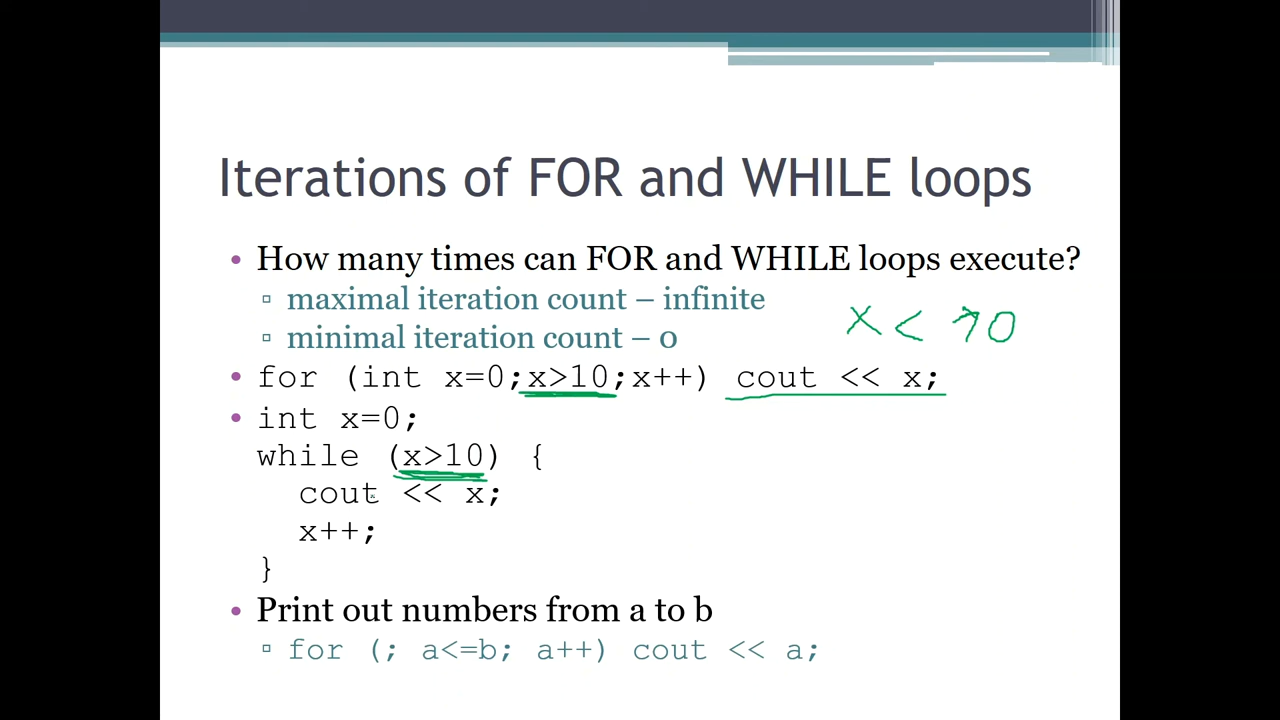 Iterations of FOR and WHILE loops
• How many times can FOR and WHILE loops execute?
▫ maximal iteration count – infinite
▫ minimal iteration count – 0
x < 10
• for (int x=0;x>10;x++) cout << x;
• int x=0;
while (x>10) {
cout << x;
x++;
}
• Print out numbers from a to b
▫ for (; a<=b; a++) cout << a;